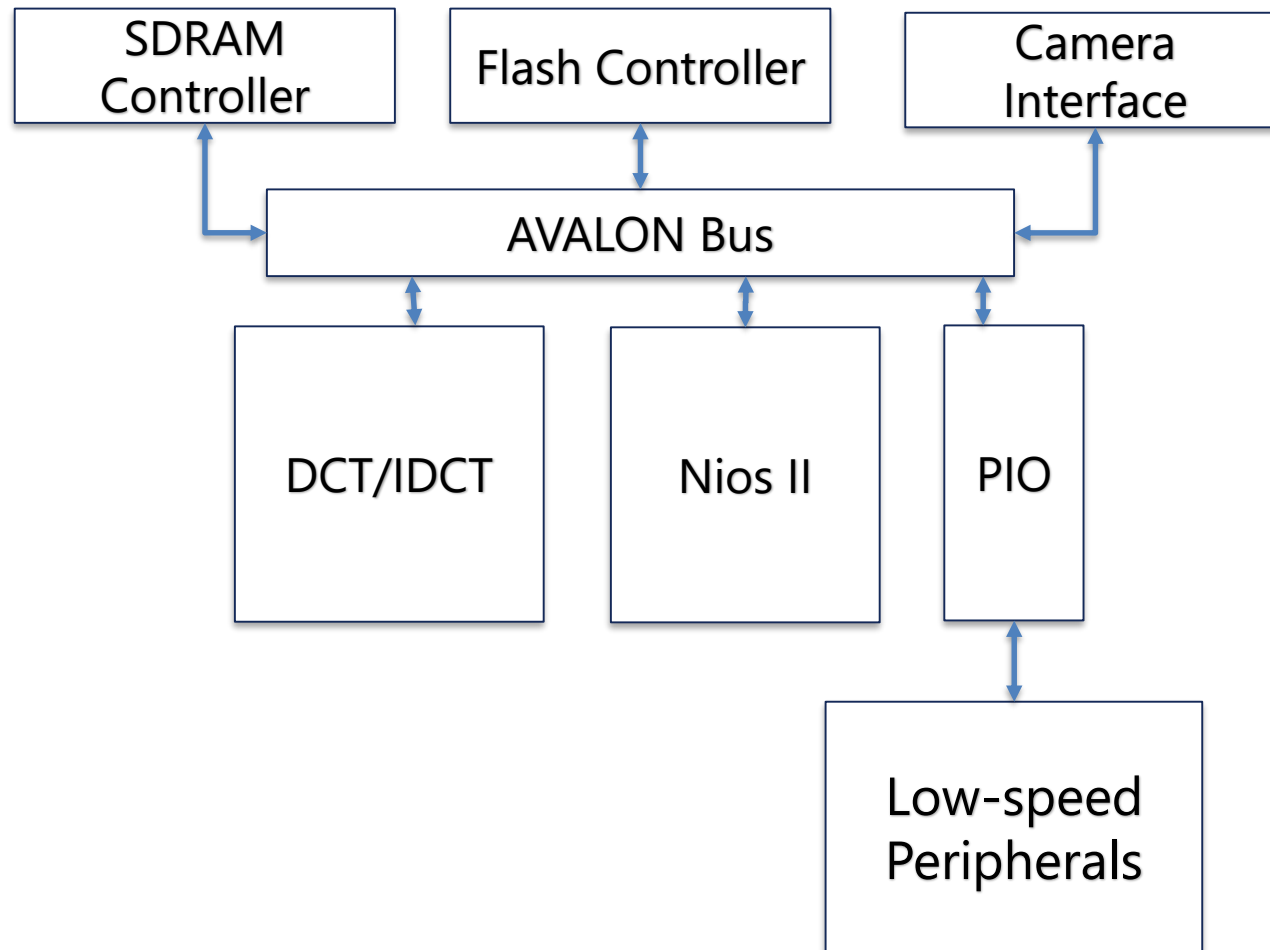 SDRAM
Controller
Flash Controller
Camera
Interface
AVALON Bus
DCT/IDCT
Nios II
PIO
Low-speed
Peripherals